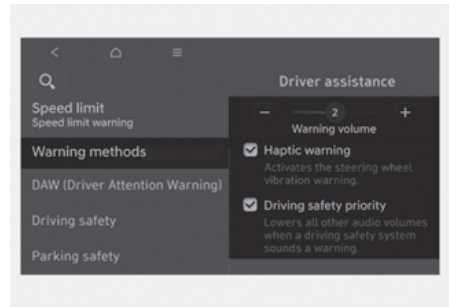 Driver assistance
Speed limit
Speed limit warning
Warning methods
DAW (Driver Attention Warning)
Driving safety
Parking safety
− 2 +
Warning volume
Haptic warning
Activates the steering wheel
vibration warning.
Driving safety priority
Lowers all other audio volumes
when a driving safety system
sounds a warning.